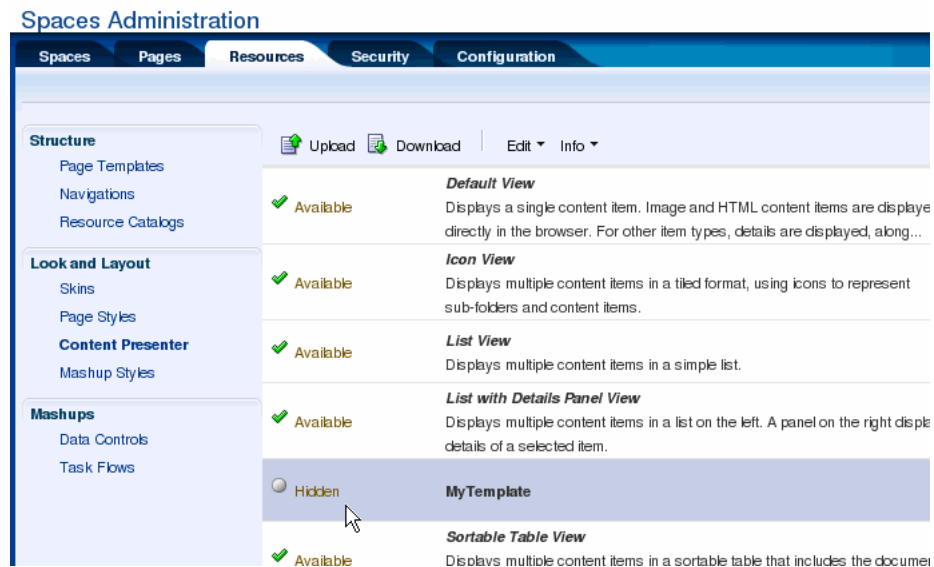 Spaces Administration
Spaces Pages Resources Security Configuration
Structure
Page Templates
Navigations
Resource Catalogs
Look and Layout
Skins
Page Styles
Content Presenter
Mashup Styles
Mashups
Data Controls
Task Flows
Upload Download Edit Info
Default View
Available
Displays a single content item. Image and HTML content items are displaye
directly in the browser. For other item types, details are displayed, along...
Icon View
Available
Displays multiple content items in a tiled format, using icons to represent
sub-folders and content items.
List View
Available
Displays multiple content items in a simple list.
List with Details Panel View
Available
Displays multiple content items in a list on the left. A panel on the right displa
details of a selected item.
Hidden
MyTemplate
Sortable Table View
Available
Displays multiple content items in a sortable table that includes the documen